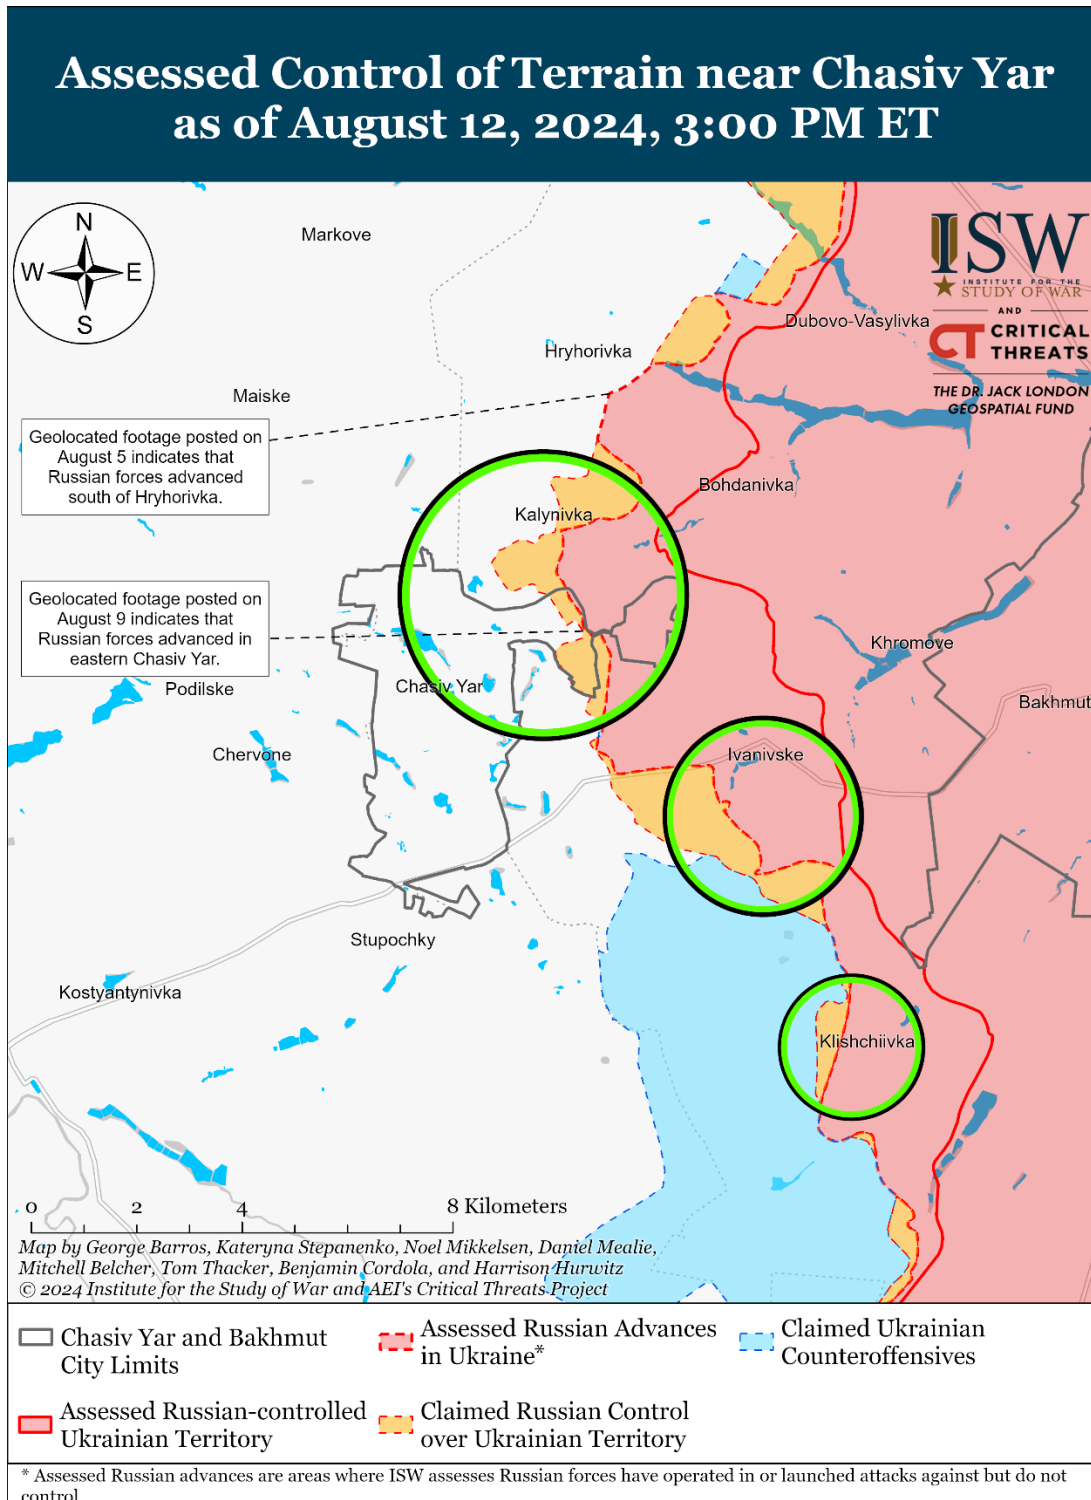 Assessed Control of Terrain near Chasiv Yar
as of August 12, 2024, 3:00 PM ET
N
W E
S
Markove
ISW
INSTITUTE FOR THE
STUDY OF WAR
AND
CT CRITICAL
THREATS
THE DR. JACK LONDON
GEOSPATIAL FUND
Dubovo-Vasylivka
Hryhorivka
Maiske
Geolocated footage posted on
August 5 indicates that
Russian forces advanced
south of Hryhorivka.
Bohdanivka
Kalynivka
Geolocated footage posted on
August 9 indicates that
Russian forces advanced in
eastern Chasiv Yar.
Khromove
Podilske
Chasiv Yar
Bakhmut
Chervone
Ivanivske
Stupochky
Kostyantynivka
Klishchiivka
0 2 4 8 Kilometers
Map by George Barros, Kateryna Stepanenko, Noel Mikkelsen, Daniel Mealie,
Mitchell Belcher, Tom Thacker, Benjamin Cordola, and Harrison Hurwitz
© 2024 Institute for the Study of War and AEI's Critical Threats Project
Chasiv Yar and Bakhmut
City Limits
Assessed Russian Advances
in Ukraine*
Claimed Ukrainian
Counteroffensives
Assessed Russian-controlled
Ukrainian Territory
Claimed Russian Control
over Ukrainian Territory
* Assessed Russian advances are areas where ISW assesses Russian forces have operated in or launched attacks against but do not
control.